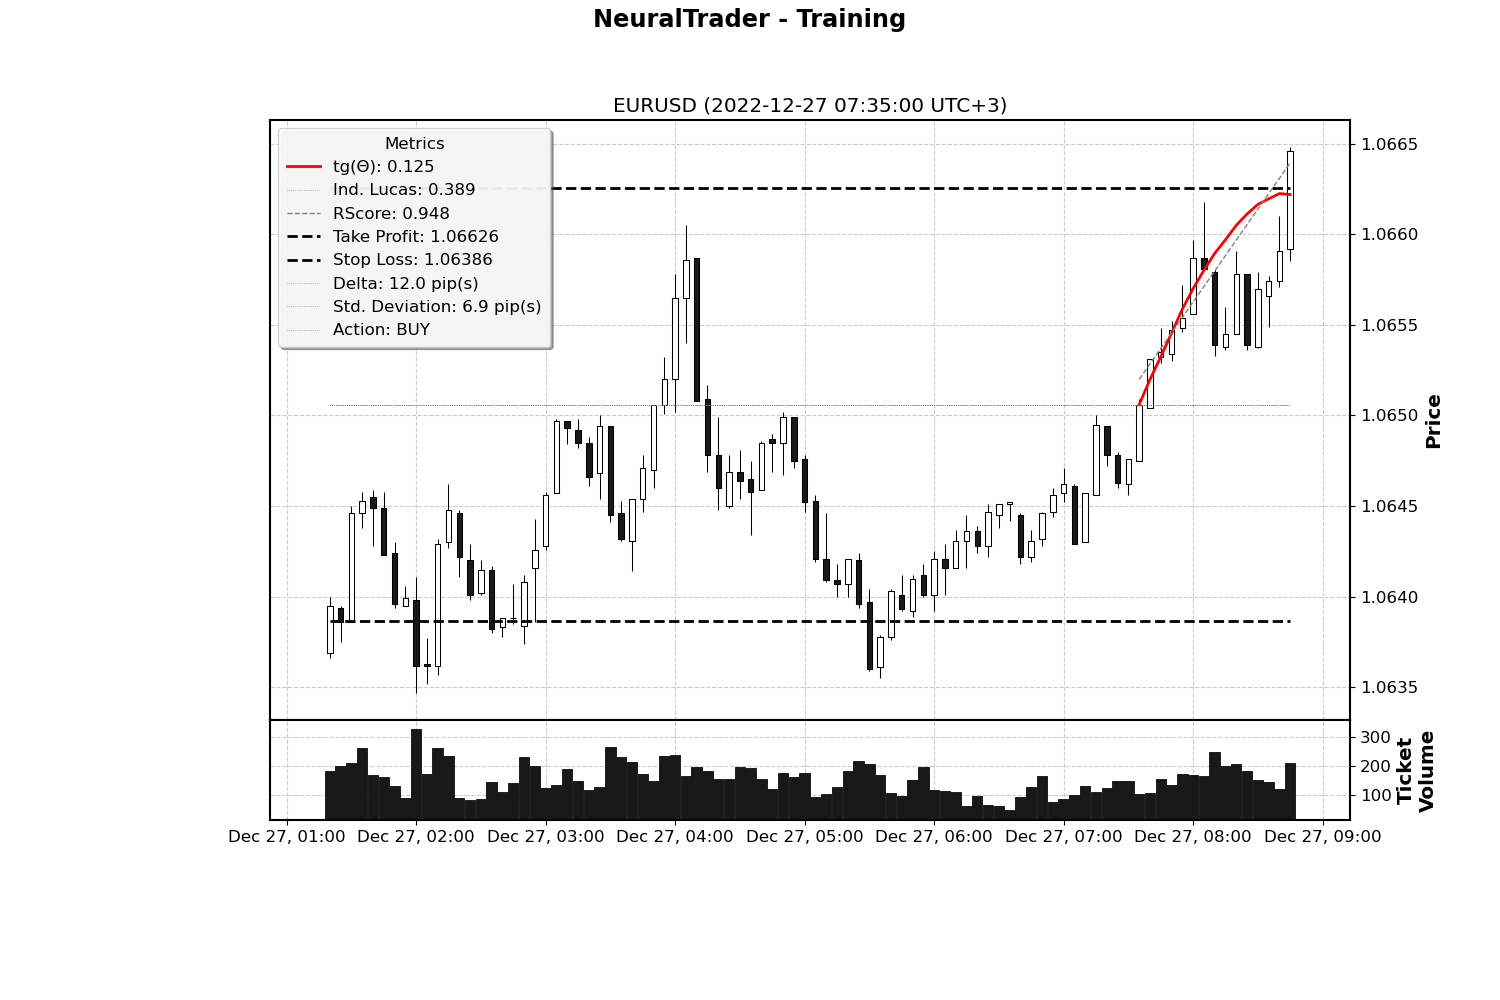 NeuralTrader - Training
EURUSD (2022-12-27 07:35:00 UTC+3)
Metrics
tg(Θ): 0.125
Ind. Lucas: 0.389
RScore: 0.948
Take Profit: 1.06626
Stop Loss: 1.06386
Delta: 12.0 pip(s)
Std. Deviation: 6.9 pip(s)
Action: BUY
1.0665
1.0660
1.0655
1.0650
1.0645
1.0640
1.0635
Price
300
200
100
Ticket
Volume
Dec 27, 01:00
Dec 27, 02:00
Dec 27, 03:00
Dec 27, 04:00
Dec 27, 05:00
Dec 27, 06:00
Dec 27, 07:00
Dec 27, 08:00
Dec 27, 09:00